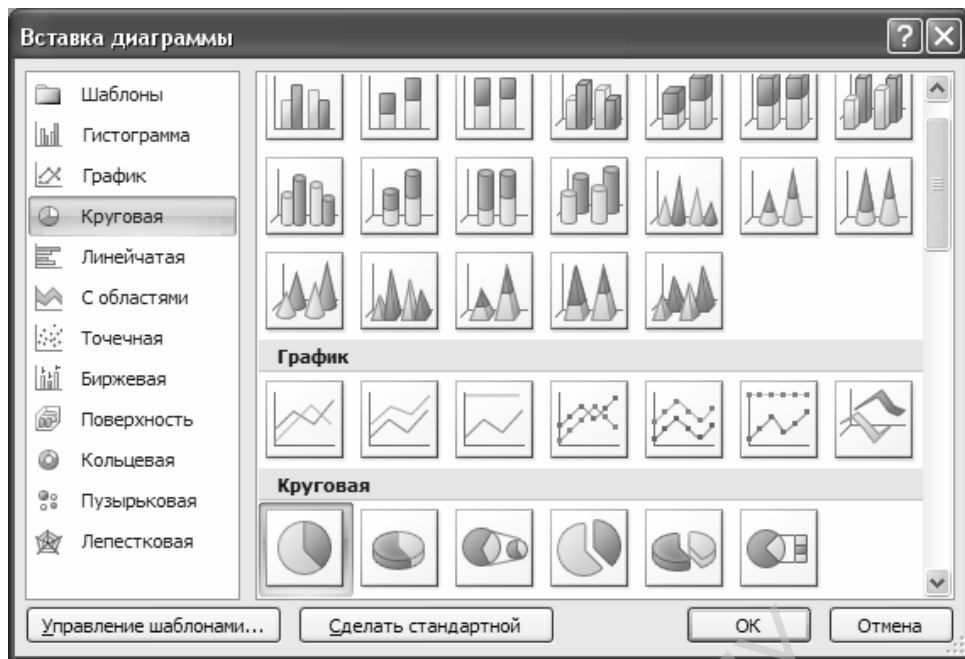 Вставка диаграммы
Шаблоны
Гистограмма
График
Круговая
Линейчатая
С областями
Точечная
Биржевая
Поверхность
Кольцевая
Пузырьковая
Лепестковая
График
Круговая
Управление шаблонами...
Сделать стандартной
ОК
Отмена